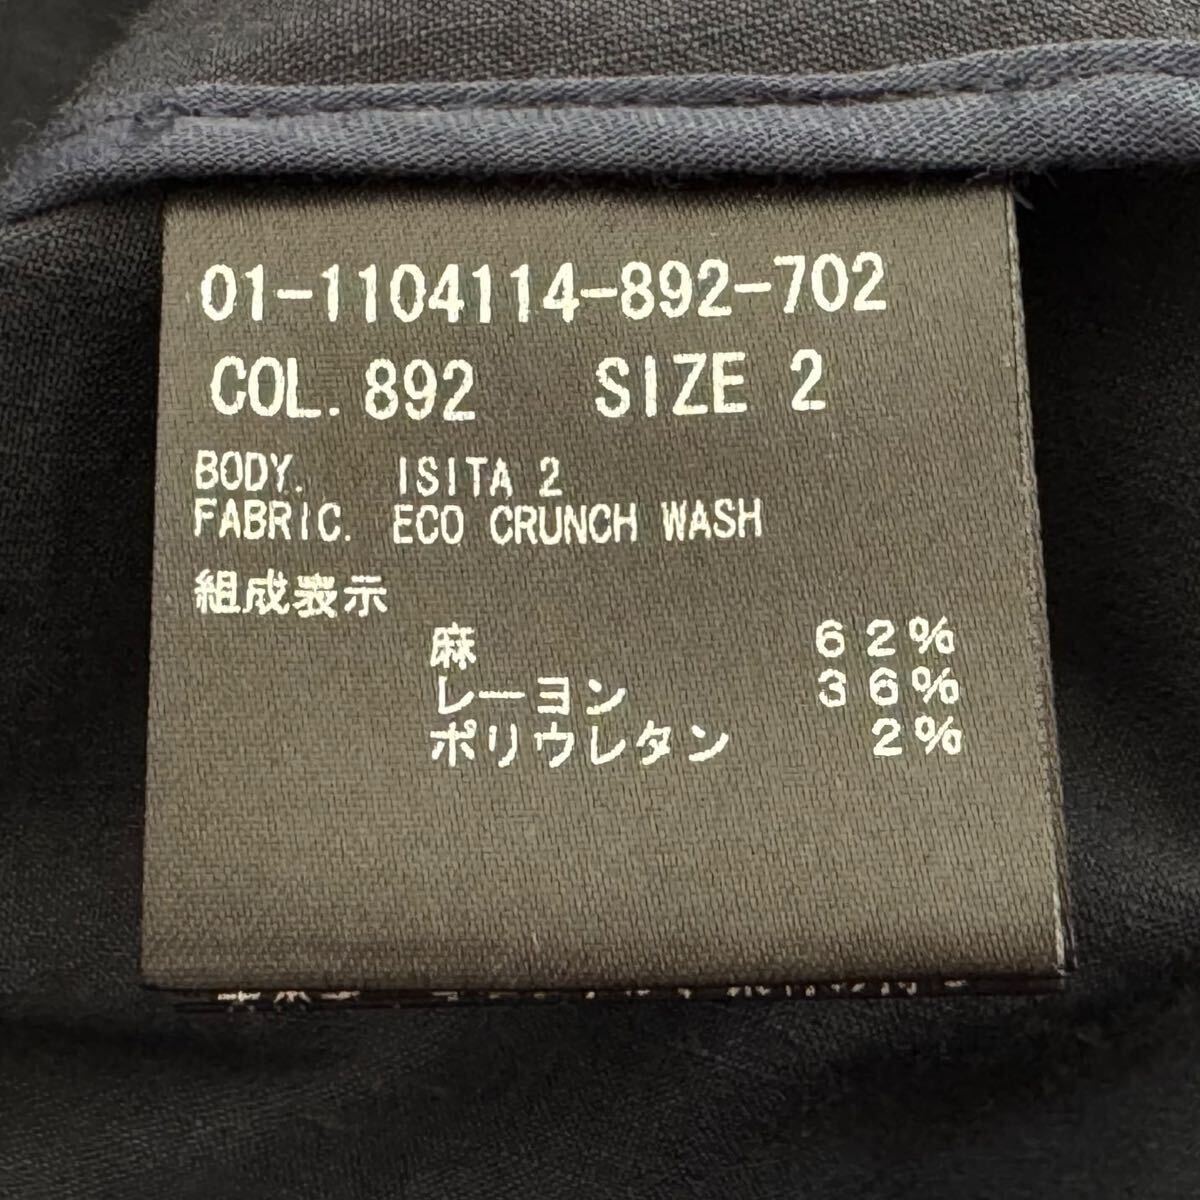 01-1104114-892-702
COL. 892 SIZE 2
BODY. ISITA 2
FABRIC. ECO CRUNCH WASH
組成表示
麻 62%
レーヨン 36%
ポリウレタン 2%